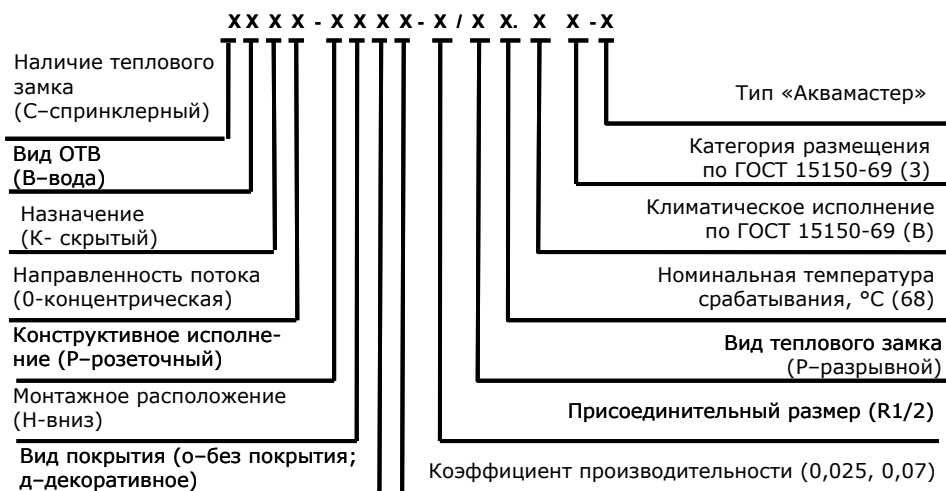 X X X X - X X X X - X / X X. X X - X
Наличие теплового
замка
(С–спринклерный)
Вид ОТВ
(В–вода)
Назначение
(К- скрытый)
Направленность потока
(0-концентрическая)
Конструктивное исполне-
ние (Р–розеточный)
Монтажное расположение
(Н-вниз)
Вид покрытия (о–без покрытия;
д–декоративное)
Тип «Аквамастер»
Категория размещения
по ГОСТ 15150-69 (3)
Климатическое исполнение
по ГОСТ 15150-69 (В)
Номинальная температура
срабатывания, °С (68)
Вид теплового замка
(Р–разрывной)
Присоединительный размер (R1/2)
Коэффициент производительности (0,025, 0,07)